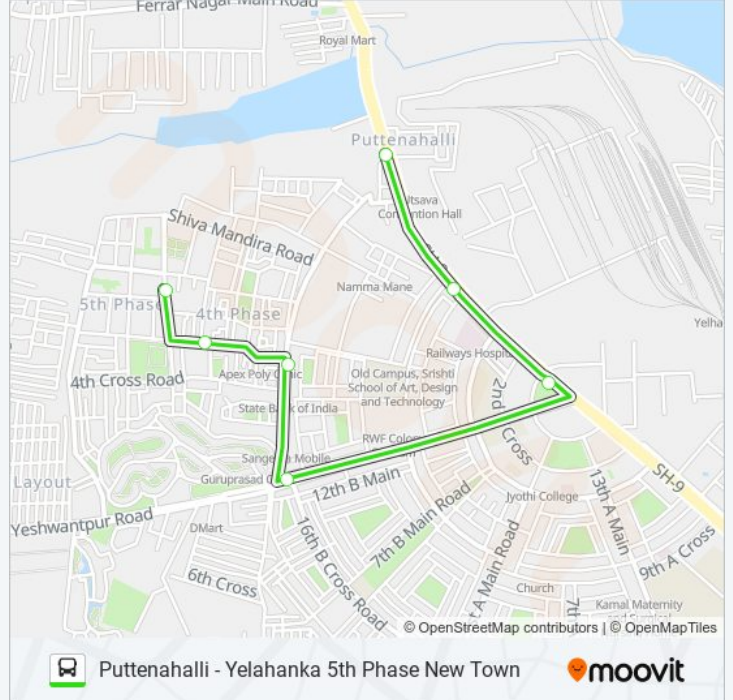 Ferrar Nagar Main Road
Royal Mart
Puttenahalli
Utsava
Convention Hall
Shiva Mandira Road
Namma Mane
5th Phase
4th Phase
Railways Hospital
4th Cross Road
Apex Poly Clinic
Old Campus, Srishti
School of Art, Design
and Technology
State Bank of India
2nd
Cross
RWF Colony
SH-9
Layout
12th B Main
Jyothi College
13th A Main
Yeshwantpur Road
DMart
16th B Cross Road
7th B Main Road
A Main Road
9th A Cross
6th Cross
Church
Kamal Maternity
© OpenStreetMap contributors | © OpenMapTiles
Puttenahalli - Yelahanka 5th Phase New Town
moovit